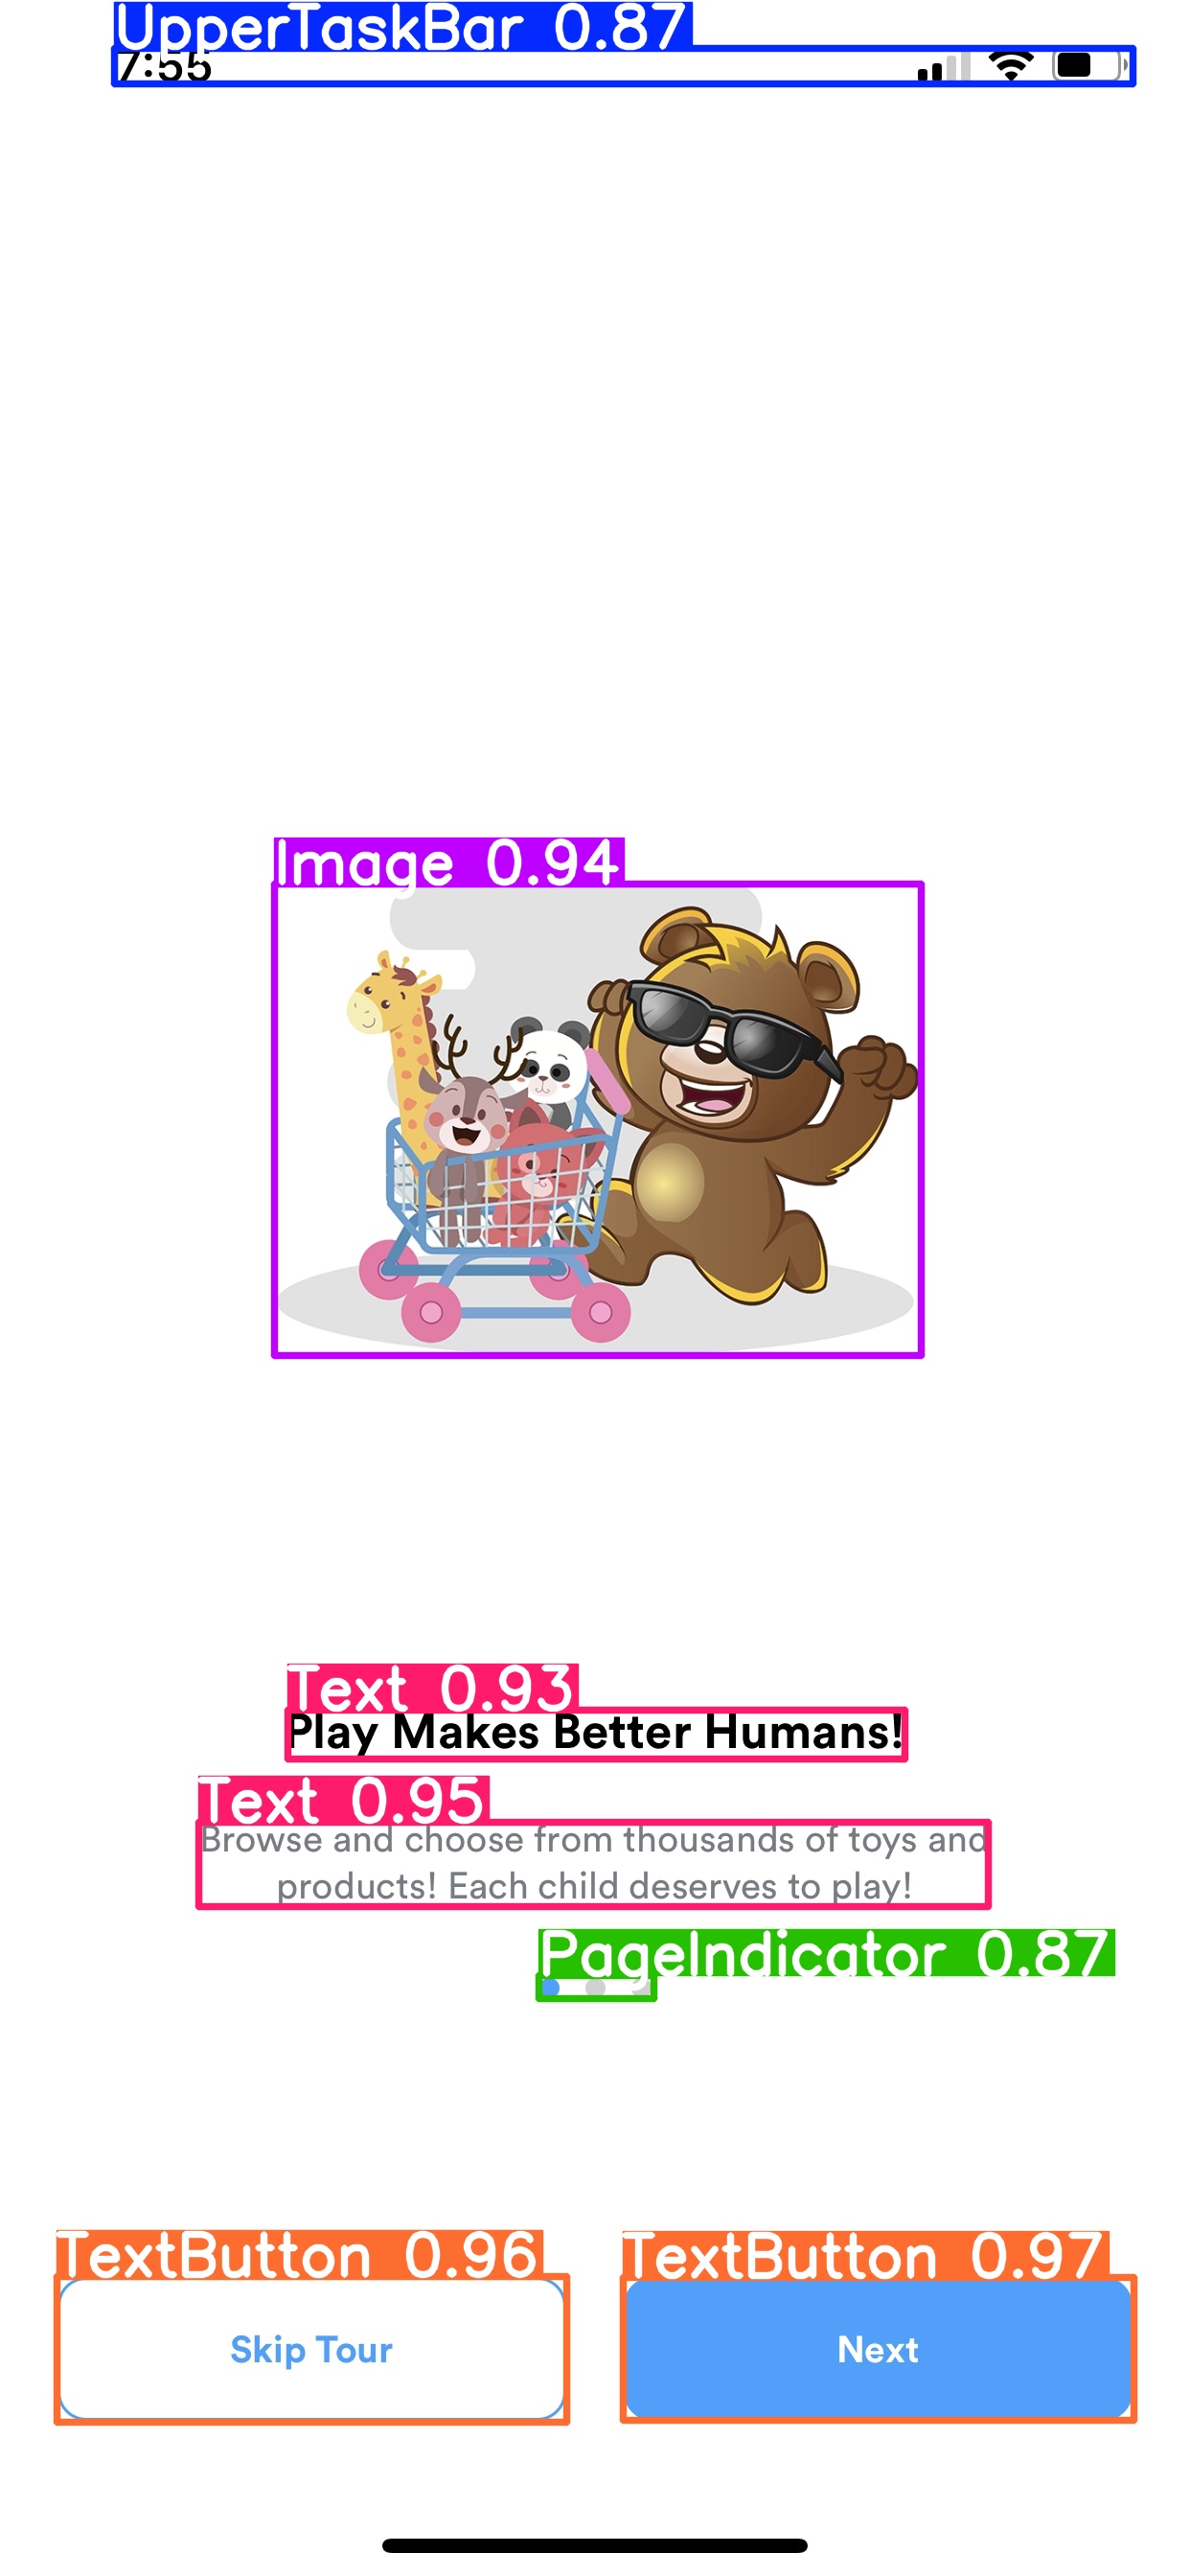 UpperTaskBar 0.87
7:55
Image 0.94
Text 0.93
Play Makes Better Humans!
Text 0.95
Browse and choose from thousands of toys and
products! Each child deserves to play!
PageIndicator 0.87
TextButton 0.96
TextButton 0.97
Skip Tour
Next